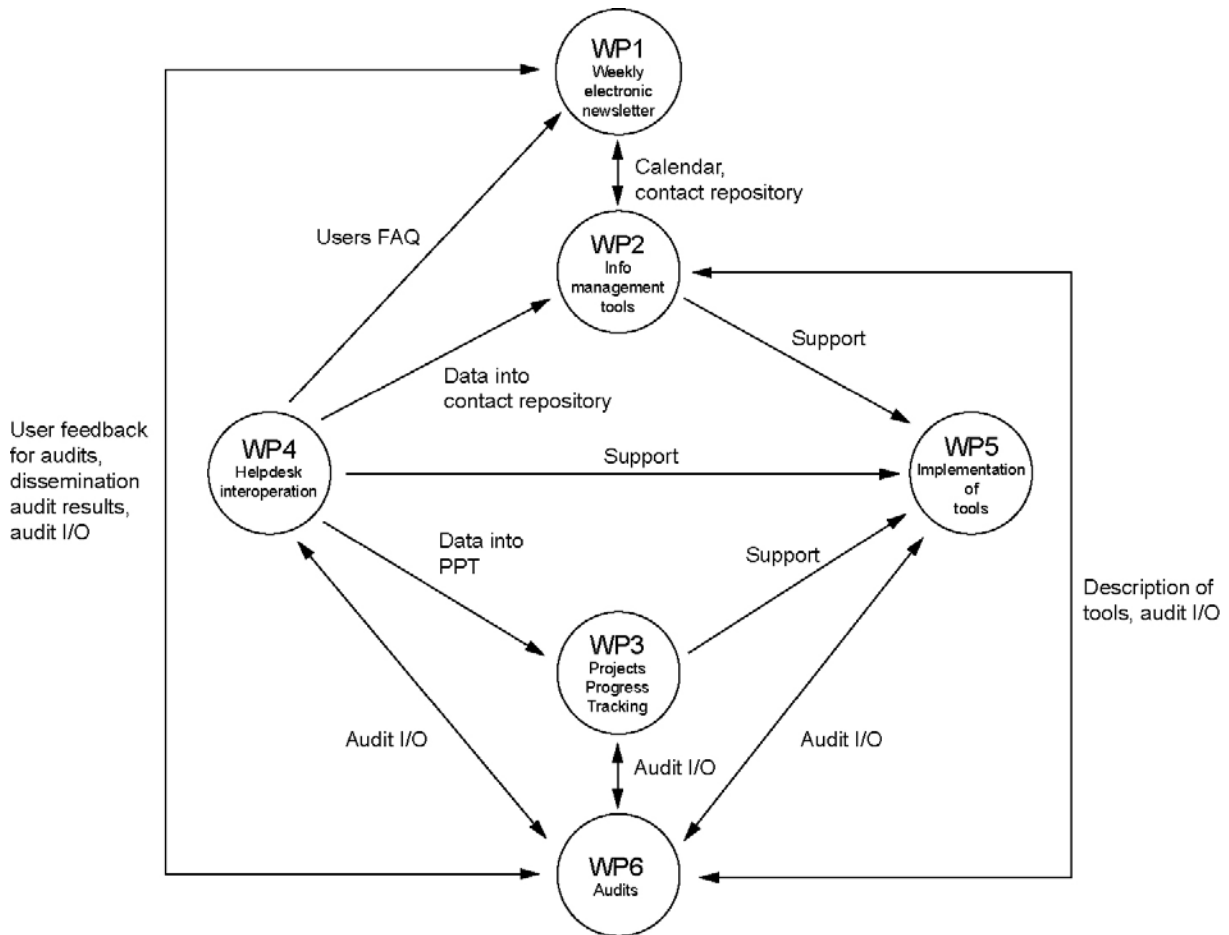 WP1
Weekly
electronic
newsletter
Calendar,
contact repository
Users FAQ
WP2
Info
management
tools
Support
Data into
contact repository
User feedback
for audits,
dissemination
audit results,
audit I/O
WP4
Helpdesk
interoperation
Support
WP5
Implementation
of
tools
Data into
PPT
Support
Description of
tools, audit I/O
WP3
Projects
Progress
Tracking
Audit I/O
Audit I/O
Audit I/O
WP6
Audits